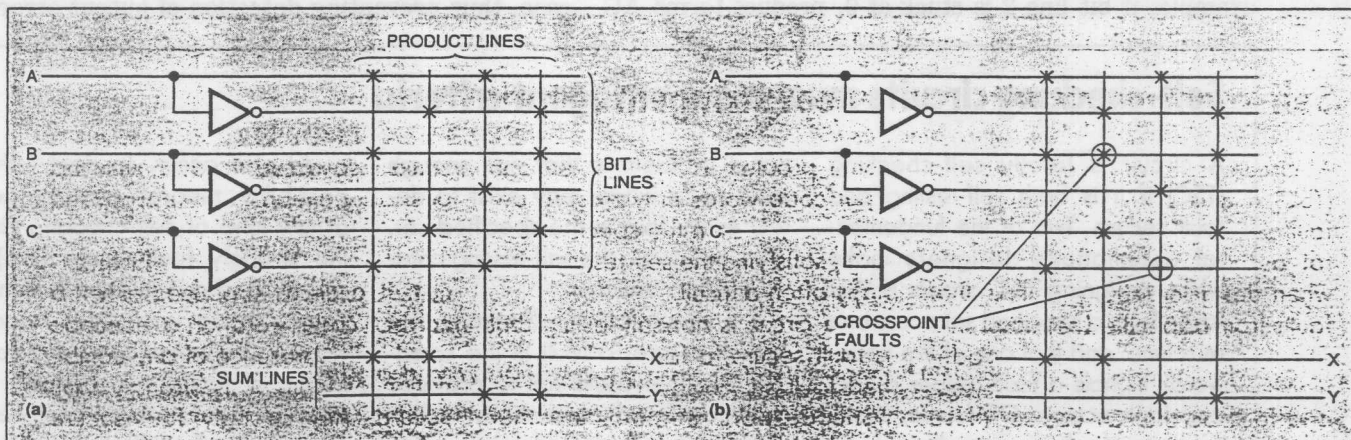 PRODUCT LINES
A
B
C
BIT
LINES
SUM LINES
X
Y
(a)
A
B
C
CROSSPOINT
FAULTS
X
Y
(b)